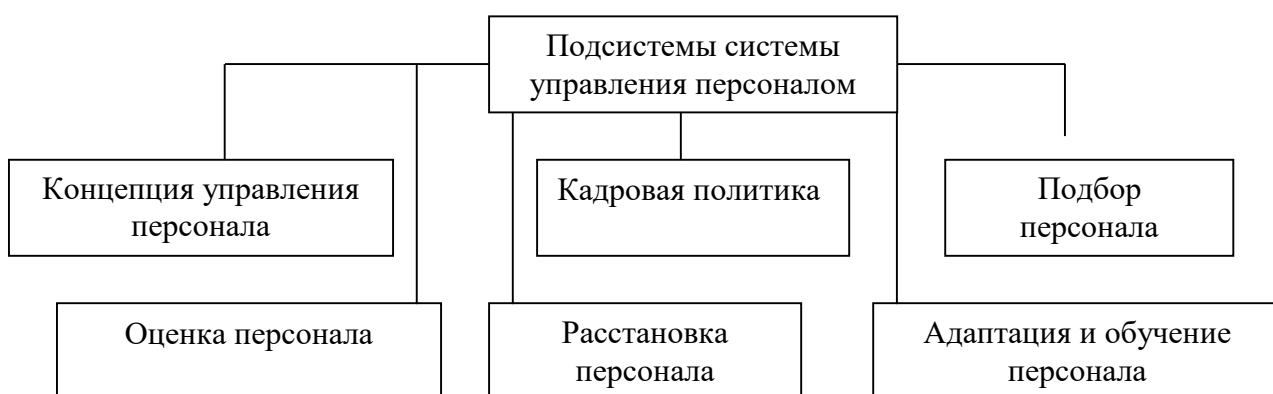 Подсистемы системы
управления персоналом
Концепция управления
персонала
Кадровая политика
Подбор
персонала
Оценка персонала
Расстановка
персонала
Адаптация и обучение
персонала